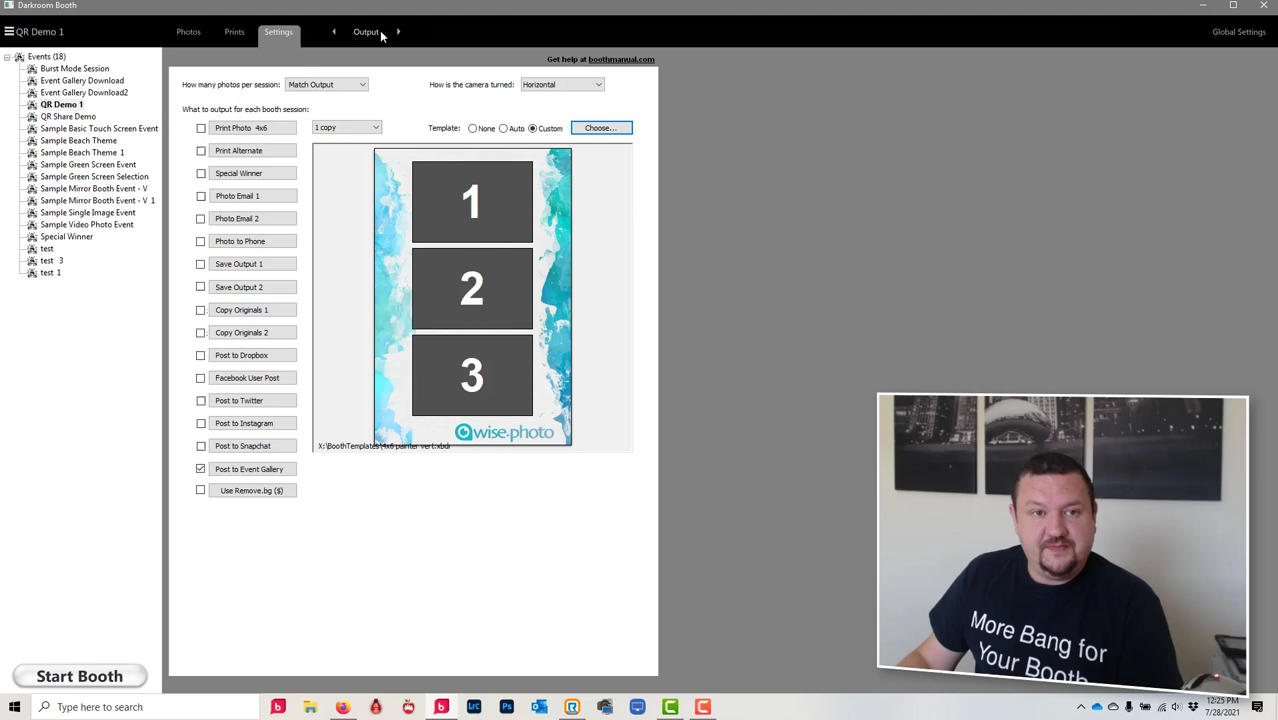 Darkroom Booth
QR Demo 1
Photos
Prints
Settings
Output
Global Settings
Get help at boothmanual.com
Events (18)
Burst Mode Session
Event Gallery Download
Event Gallery Download2
QR Demo 1
QR Share Demo
Sample Basic Touch Screen Event
Sample Beach Theme
Sample Beach Theme 1
Sample Green Screen Event
Sample Green Screen Selection
Sample Mirror Booth Event - V
Sample Mirror Booth Event - V 1
Sample Single Image Event
Sample Video Photo Event
Special Winner
test
test 3
test 1
Start Booth
How many photos per session:
Match Output
How is the camera turned:
Horizontal
What to output for each booth session:
Print Photo 4x6
Print Alternate
Special Winner
Photo Email 1
Photo Email 2
Photo to Phone
Save Output 1
Save Output 2
Copy Originals 1
Copy Originals 2
Post to Dropbox
Facebook User Post
Post to Twitter
Post to Instagram
Post to Snapchat
Post to Event Gallery
Use Remove.bg ($)
1 copy
Template:
None
Auto
Custom
Choose...
1
2
3
wise·photo
X:\BoothTemplates\4x6 painter vert.xbdt
More Bang for
Your Booth
Type here to search
Lrc
Ps
12:25 PM
7/28/2021